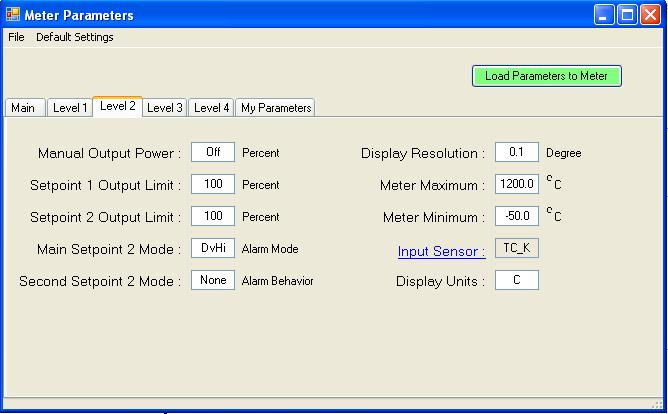 Meter Parameters
File Default Settings
Load Parameters to Meter
Main Level 1 Level 2 Level 3 Level 4 My Parameters
Manual Output Power : Off Percent
Display Resolution : 0.1 Degree
Setpoint 1 Output Limit : 100 Percent
Meter Maximum : 1200.0 °C
Setpoint 2 Output Limit : 100 Percent
Meter Minimum : -50.0 °C
Main Setpoint 2 Mode : DvHi Alarm Mode
Input Sensor : TC_K
Second Setpoint 2 Mode : None Alarm Behavior
Display Units : C